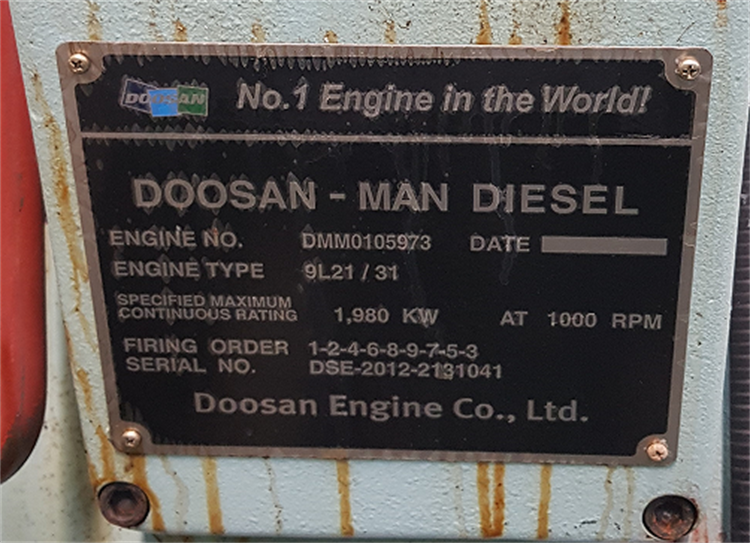 DOOSAN No.1 Engine in the World!
DOOSAN - MAN DIESEL
ENGINE NO. DMM0105973 DATE
ENGINE TYPE 9L21 / 31
SPECIFIED MAXIMUM
CONTINUOUS RATING 1,980 KW AT 1000 RPM
FIRING ORDER 1-2-4-6-8-9-7-5-3
SERIAL NO. DSE-2012-2131041
Doosan Engine Co., Ltd.